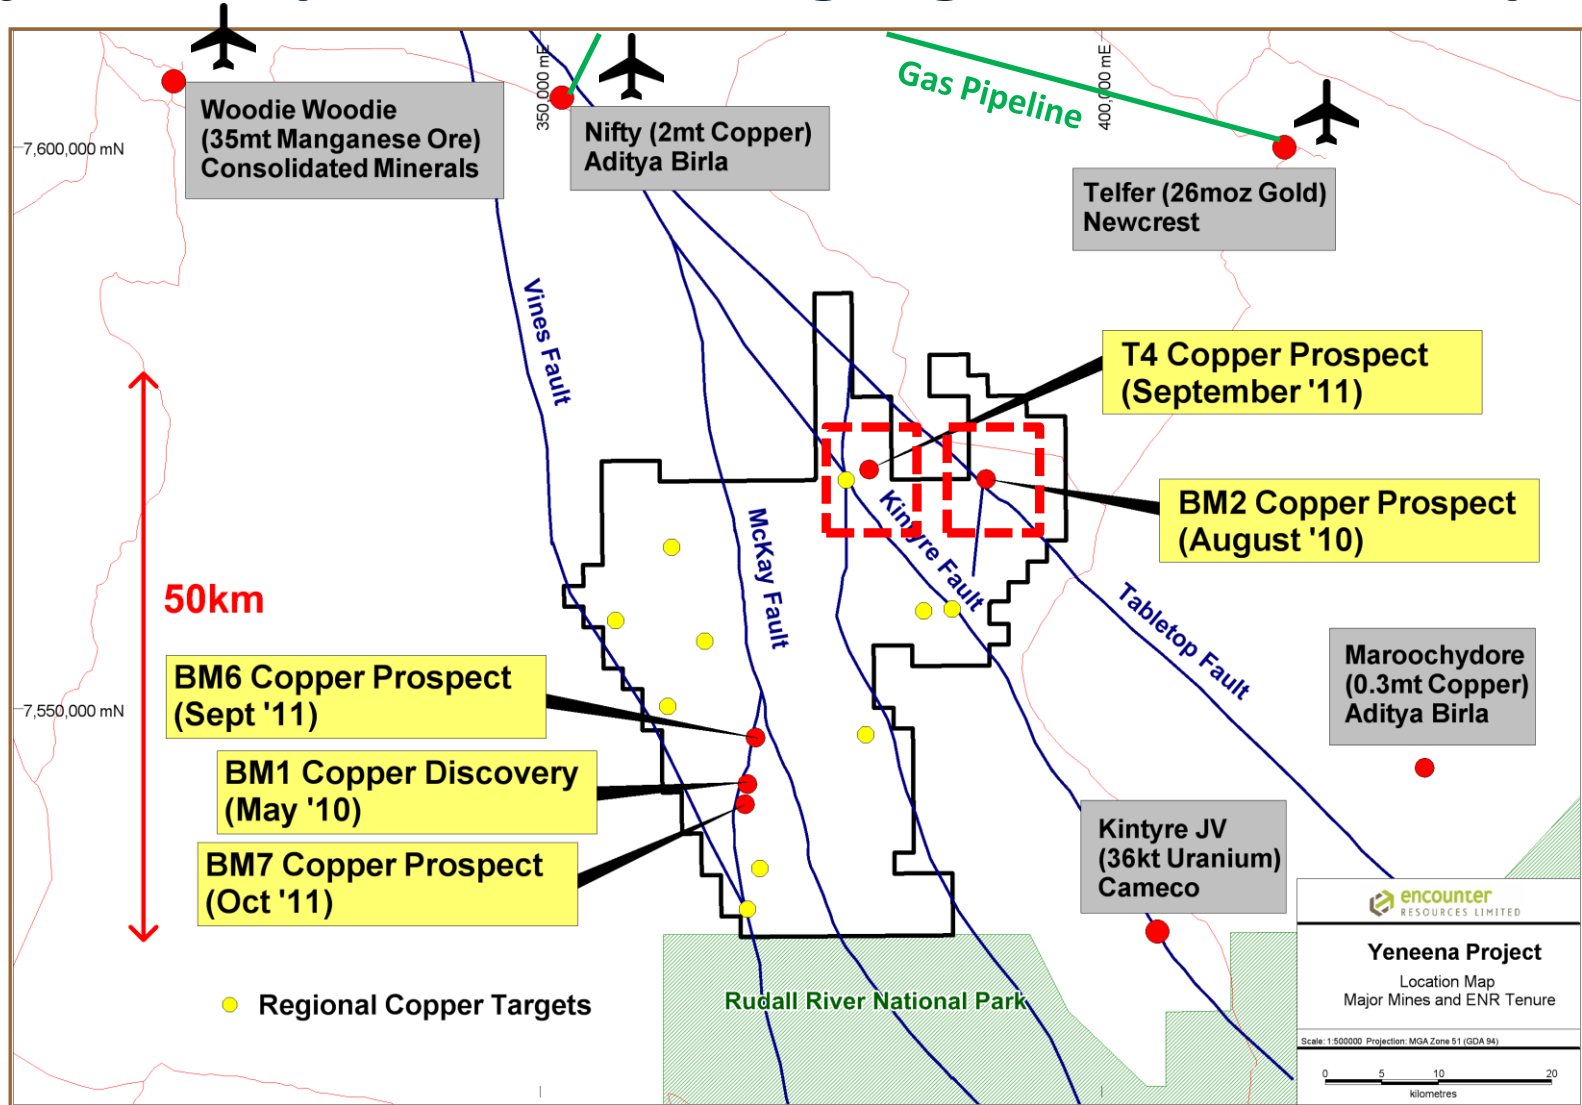 Woodie Woodie
(35mt Manganese Ore)
Consolidated Minerals
350,000 mE
Nifty (2mt Copper)
Aditya Birla
Gas Pipeline
400,000 mE
7,600,000 mN
Telfer (26moz Gold)
Newcrest
Vines Fault
T4 Copper Prospect
(September '11)
BM2 Copper Prospect
(August '10)
McKay Fault
Kintyre Fault
Tabletop Fault
50km
Maroochydore
(0.3mt Copper)
Aditya Birla
BM6 Copper Prospect
(Sept '11)
7,550,000 mN
BM1 Copper Discovery
(May '10)
BM7 Copper Prospect
(Oct '11)
Kintyre JV
(36kt Uranium)
Cameco
Regional Copper Targets
Rudall River National Park
encounter
RESOURCES LIMITED
Yeneena Project
Location Map
Major Mines and ENR Tenure
Scale: 1:500000 Projection: MGA Zone 51 (GDA 94)
0 5 10 20
kilometres